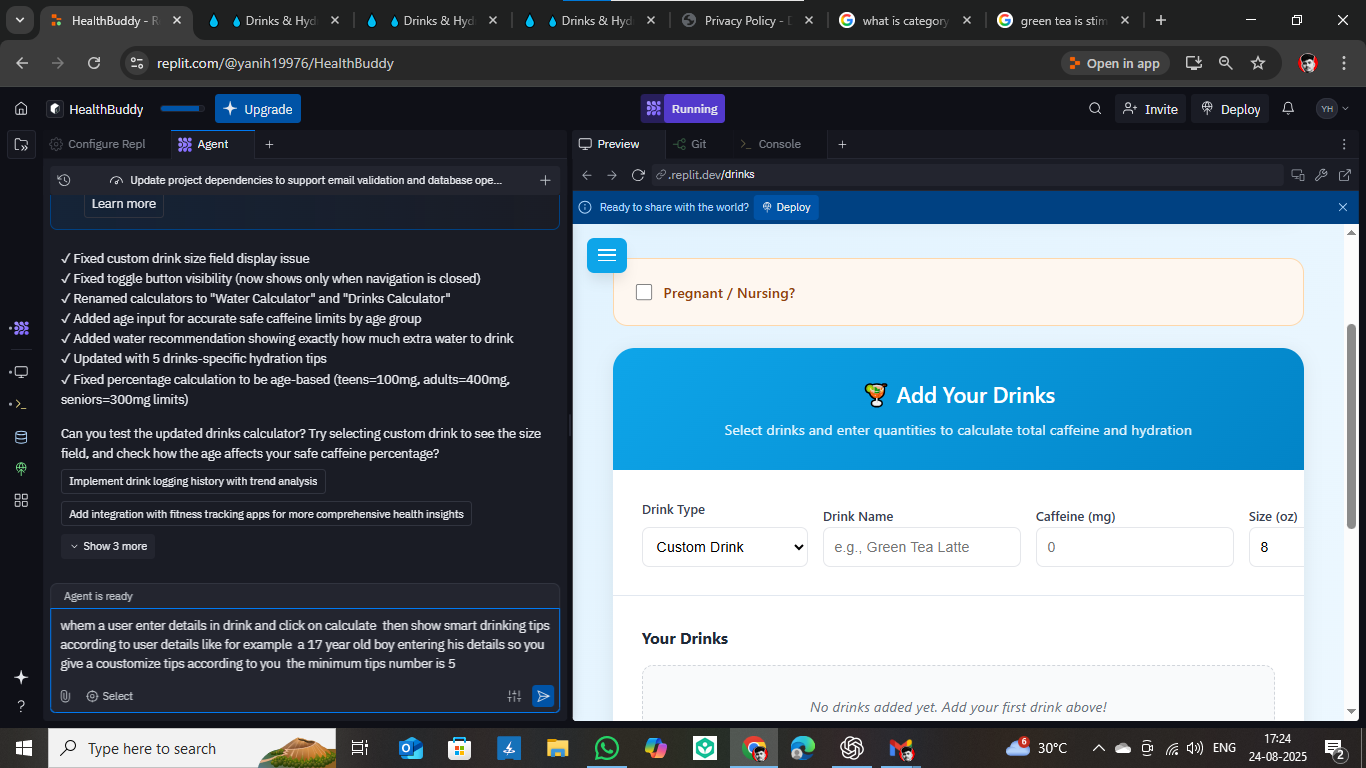 HealthBuddy - R
Drinks & Hyd
Drinks & Hyd
Drinks & Hyd
Privacy Policy - D
what is category
green tea is stim
replit.com/@yanih19976/HealthBuddy
Open in app
HealthBuddy
Upgrade
Running
Invite
Deploy
YH
Configure Repl
Agent
Preview
Git
Console
Update project dependencies to support email validation and database ope...
.replit.dev/drinks
Learn more
Ready to share with the world?
Deploy
✓ Fixed custom drink size field display issue
✓ Fixed toggle button visibility (now shows only when navigation is closed)
✓ Renamed calculators to "Water Calculator" and "Drinks Calculator"
✓ Added age input for accurate safe caffeine limits by age group
✓ Added water recommendation showing exactly how much extra water to drink
✓ Updated with 5 drinks-specific hydration tips
✓ Fixed percentage calculation to be age-based (teens=100mg, adults=400mg,
seniors=300mg limits)
Can you test the updated drinks calculator? Try selecting custom drink to see the size
field, and check how the age affects your safe caffeine percentage?
Implement drink logging history with trend analysis
Add integration with fitness tracking apps for more comprehensive health insights
Show 3 more
Agent is ready
whem a user enter details in drink and click on calculate  then show smart drinking tips
according to user details like for example  a 17 year old boy entering his details so you
give a coustomize tips according to you  the minimum tips number is 5
Select
Pregnant / Nursing?
Add Your Drinks
Select drinks and enter quantities to calculate total caffeine and hydration
Drink Type
Drink Name
Caffeine (mg)
Size (oz)
Custom Drink
e.g., Green Tea Latte
0
8
Your Drinks
No drinks added yet. Add your first drink above!
Type here to search
6
30°C
ENG
17:24
24-08-2025
2